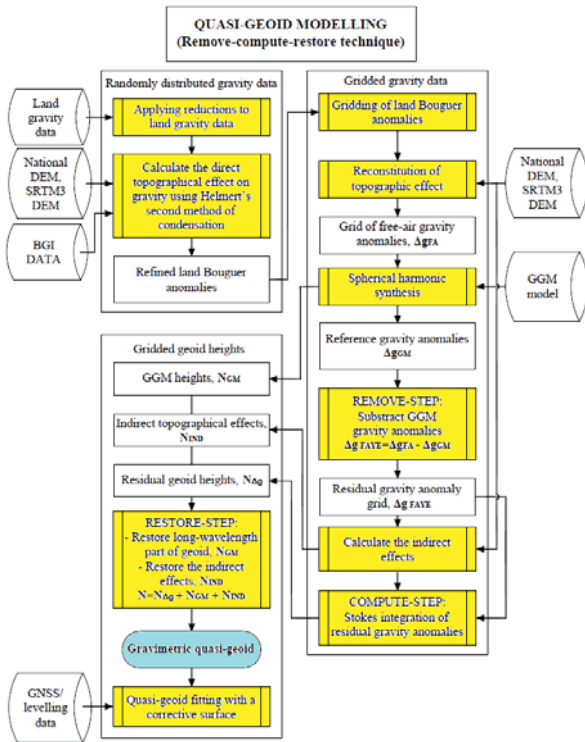 QUASI-GEOID MODELLING
(Remove-compute-restore technique)
Randomly distributed gravity data
Land
gravity
data
Applying reductions to
land gravity data
National
DEM,
SRTM3
DEM
Calculate the direct
topographical effect on
gravity using Helmert's
second method of
condensation
BGI
DATA
Refined land Bouguer
anomalies
Gridded gravity data
Gridding of land Bouguer
anomalies
Reconstitution of
topographic effect
National
DEM,
SRTM3
DEM
Grid of free-air gravity
anomalies, ΔgFA
Spherical harmonic
synthesis
GGM
model
Reference gravity anomalies
ΔgGM
REMOVE-STEP:
Substract GGM
gravity anomalies
Δg FAYE=ΔgFA - ΔgGM
Residual gravity anomaly
grid, Δg FAYE
Calculate the indirect
effects
COMPUTE-STEP:
Stokes integration of
residual gravity anomalies
Gridded geoid heights
GGM heights, NGM
Indirect topographical effects,
NIND
Residual geoid heights, NΔg
RESTORE-STEP:
- Restore long-wavelength
part of geoid, NGM
- Restore the indirect
effects, NIND
N=NΔg + NGM + NIND
Gravimetric quasi-geoid
GNSS/
levelling
data
Quasi-geoid fitting with a
corrective surface